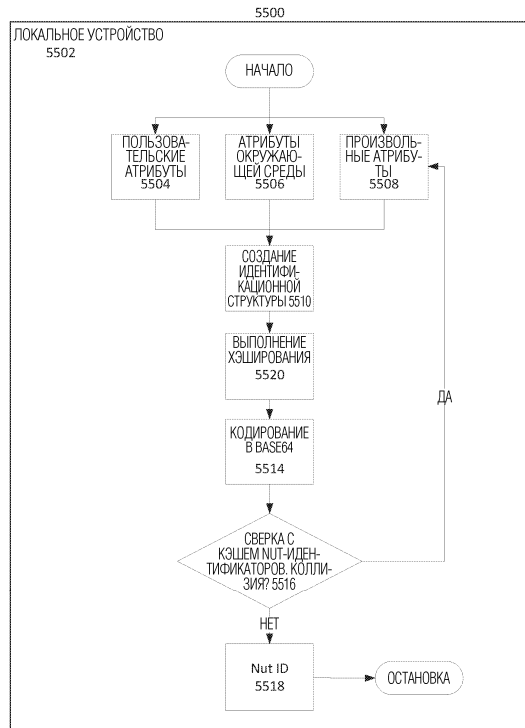 5500
ЛОКАЛЬНОЕ УСТРОЙСТВО
5502
НАЧАЛО
ПОЛЬЗОВА-
ТЕЛЬСКИЕ
АТРИБУТЫ
5504
АТРИБУТЫ
ОКРУЖАЮ-
ЩЕЙ СРЕДЫ
5506
ПРОИЗВОЛЬ-
НЫЕ АТРИБУ-
ТЫ
5508
СОЗДАНИЕ
ИДЕНТИФИ-
КАЦИОННОЙ
СТРУКТУРЫ 5510
ВЫПОЛНЕНИЕ
ХЭШИРОВАНИЯ
5520
ДА
КОДИРОВАНИЕ
В BASE64
5514
СВЕРКА С
КЭШЕМ NUT-ИДЕН-
ТИФИКАТОРОВ. КОЛЛИ-
ЗИЯ? 5516
НЕТ
Nut ID
5518
ОСТАНОВКА